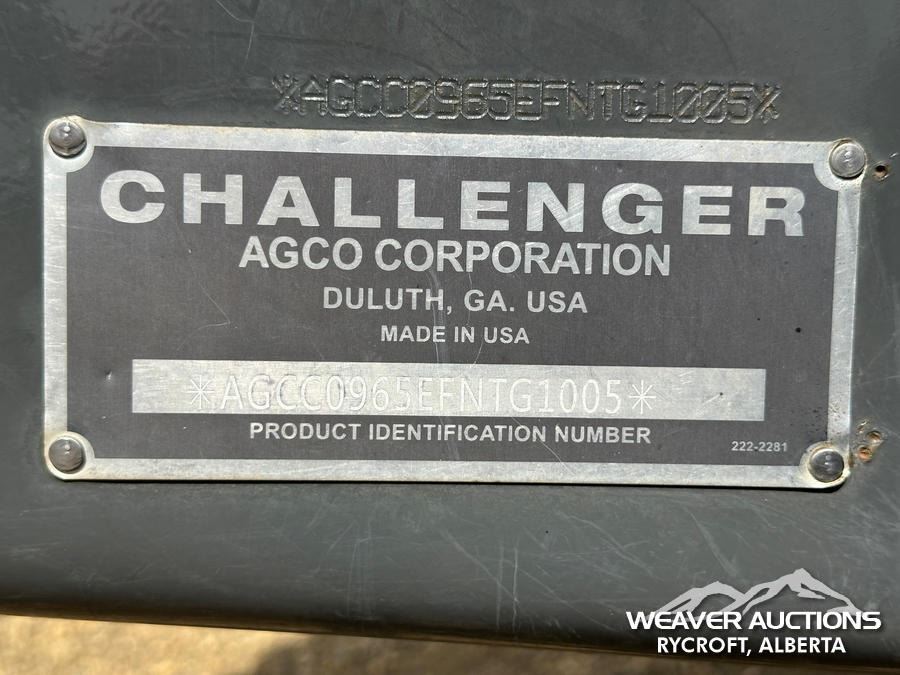 *AGCC0965EFNTG1005*
CHALLENGER
AGCO CORPORATION
DULUTH, GA. USA
MADE IN USA
*AGCC0965EFNTG1005*
PRODUCT IDENTIFICATION NUMBER
222-2281
WEAVER AUCTIONS
RYCROFT, ALBERTA